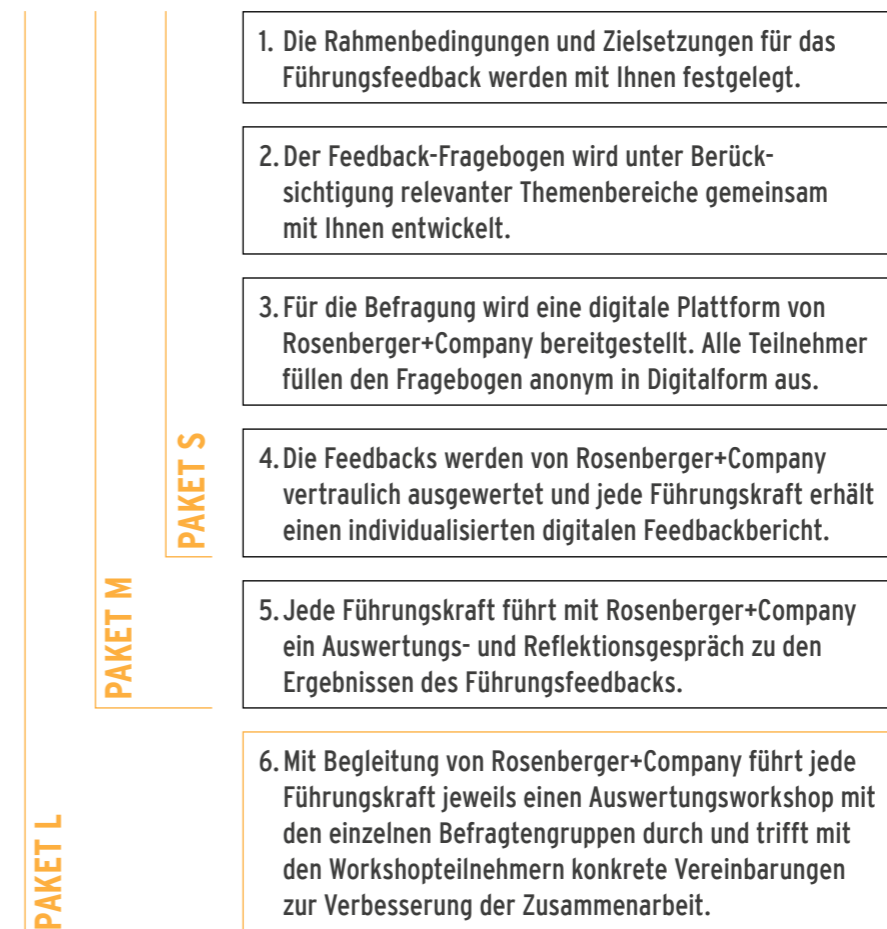 1. Die Rahmenbedingungen und Zielsetzungen für das
Führungsfeedback werden mit Ihnen festgelegt.
2. Der Feedback-Fragebogen wird unter Berück-
sichtigung relevanter Themenbereiche gemeinsam
mit Ihnen entwickelt.
3. Für die Befragung wird eine digitale Plattform von
Rosenberger+Company bereitgestellt. Alle Teilnehmer
füllen den Fragebogen anonym in Digitalform aus.
PAKET S
4. Die Feedbacks werden von Rosenberger+Company
vertraulich ausgewertet und jede Führungskraft erhält
einen individualisierten digitalen Feedbackbericht.
PAKET M
5. Jede Führungskraft führt mit Rosenberger+Company
ein Auswertungs- und Reflektionsgespräch zu den
Ergebnissen des Führungsfeedbacks.
PAKET L
6. Mit Begleitung von Rosenberger+Company führt jede
Führungskraft jeweils einen Auswertungsworkshop mit
den einzelnen Befragtengruppen durch und trifft mit
den Workshopteilnehmern konkrete Vereinbarungen
zur Verbesserung der Zusammenarbeit.